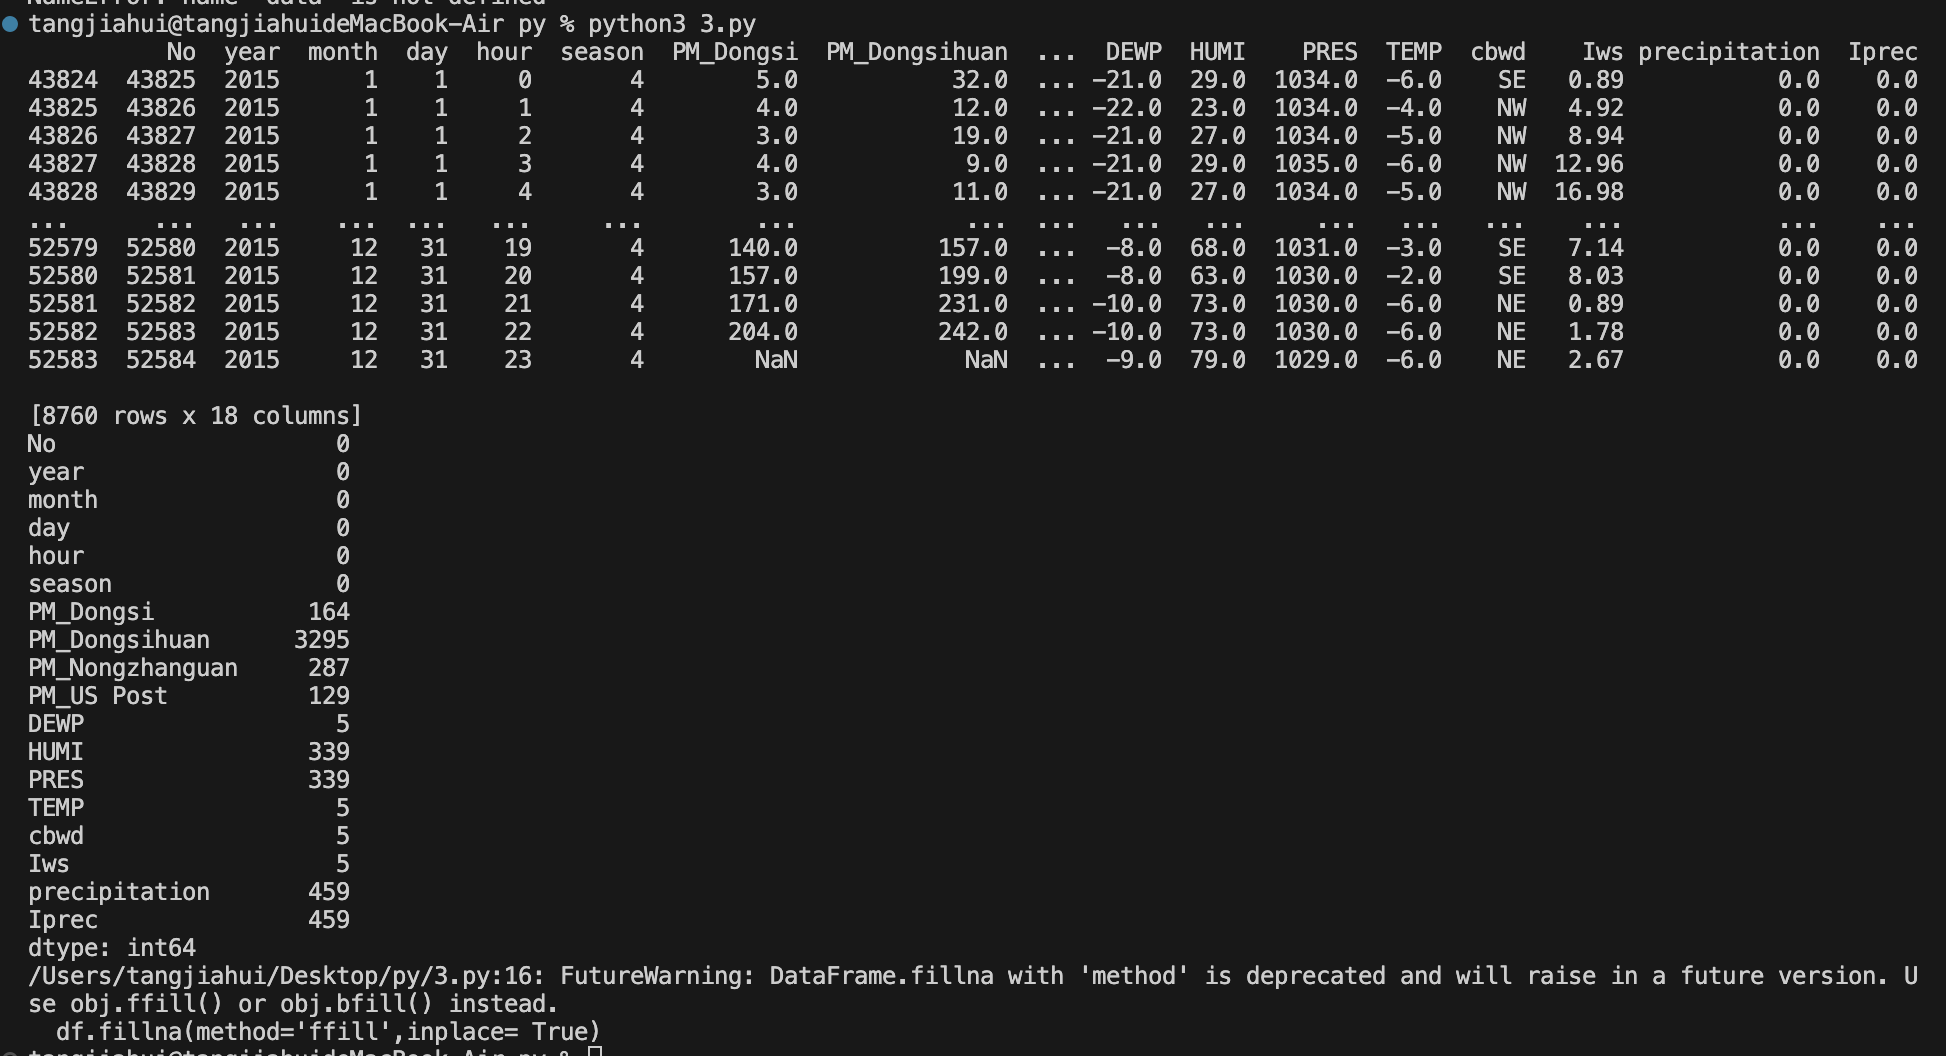 NameError: name 'data' is not defined
tangjiahui@tangjiahuideMacBook-Air py % python3 3.py
No year month day hour season PM_Dongsi PM_Dongsihuan ... DEWP HUMI PRES TEMP cbwd Iws precipitation Iprec
43824 43825 2015 1 1 0 4 5.0 32.0 ... -21.0 29.0 1034.0 -6.0 SE 0.89 0.0 0.0
43825 43826 2015 1 1 1 4 4.0 12.0 ... -22.0 23.0 1034.0 -4.0 NW 4.92 0.0 0.0
43826 43827 2015 1 1 2 4 3.0 19.0 ... -21.0 27.0 1034.0 -5.0 NW 8.94 0.0 0.0
43827 43828 2015 1 1 3 4 4.0 9.0 ... -21.0 29.0 1035.0 -6.0 NW 12.96 0.0 0.0
43828 43829 2015 1 1 4 4 3.0 11.0 ... -21.0 27.0 1034.0 -5.0 NW 16.98 0.0 0.0
... ... ... ... ... ... ... ... ... ... ... ... ... ... ... ... ... ...
52579 52580 2015 12 31 19 4 140.0 157.0 ... -8.0 68.0 1031.0 -3.0 SE 7.14 0.0 0.0
52580 52581 2015 12 31 20 4 157.0 199.0 ... -8.0 63.0 1030.0 -2.0 SE 8.03 0.0 0.0
52581 52582 2015 12 31 21 4 171.0 231.0 ... -10.0 73.0 1030.0 -6.0 NE 0.89 0.0 0.0
52582 52583 2015 12 31 22 4 204.0 242.0 ... -10.0 73.0 1030.0 -6.0 NE 1.78 0.0 0.0
52583 52584 2015 12 31 23 4 NaN NaN ... -9.0 79.0 1029.0 -6.0 NE 2.67 0.0 0.0
[8760 rows x 18 columns]
No 0
year 0
month 0
day 0
hour 0
season 0
PM_Dongsi 164
PM_Dongsihuan 3295
PM_Nongzhanguan 287
PM_US Post 129
DEWP 5
HUMI 339
PRES 339
TEMP 5
cbwd 5
Iws 5
precipitation 459
Iprec 459
dtype: int64
/Users/tangjiahui/Desktop/py/3.py:16: FutureWarning: DataFrame.fillna with 'method' is deprecated and will raise in a future version. U
se obj.ffill() or obj.bfill() instead.
df.fillna(method='ffill',inplace= True)
tangjiahui@tangjiahuideMacBook-Air py %